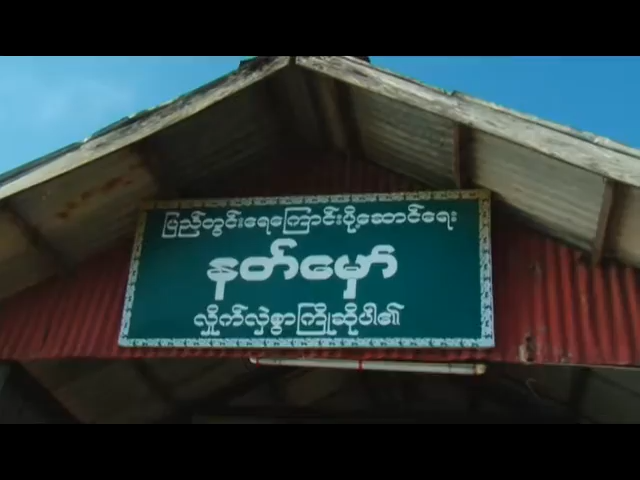 ပြည်တွင်းရေကြောင်းပို့ဆောင်ရေး
နတ်မှော်
လှိုက်လှဲစွာကြိုဆိုပါ၏